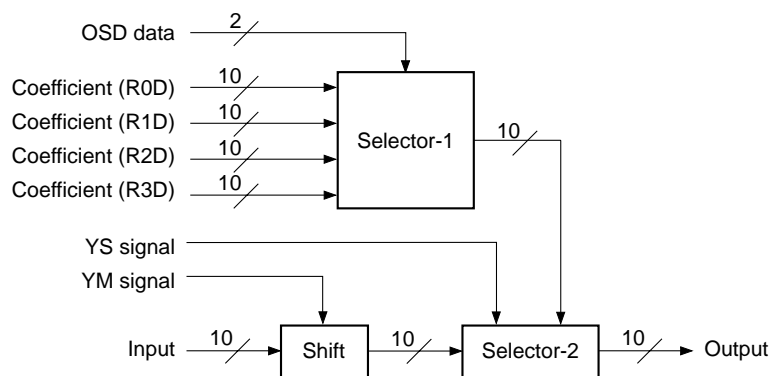 OSD data 2
Coefficient (R0D) 10
Coefficient (R1D) 10
Coefficient (R2D) 10
Coefficient (R3D) 10
Selector-1 10
YS signal
YM signal
Input 10 Shift 10 Selector-2 10 Output